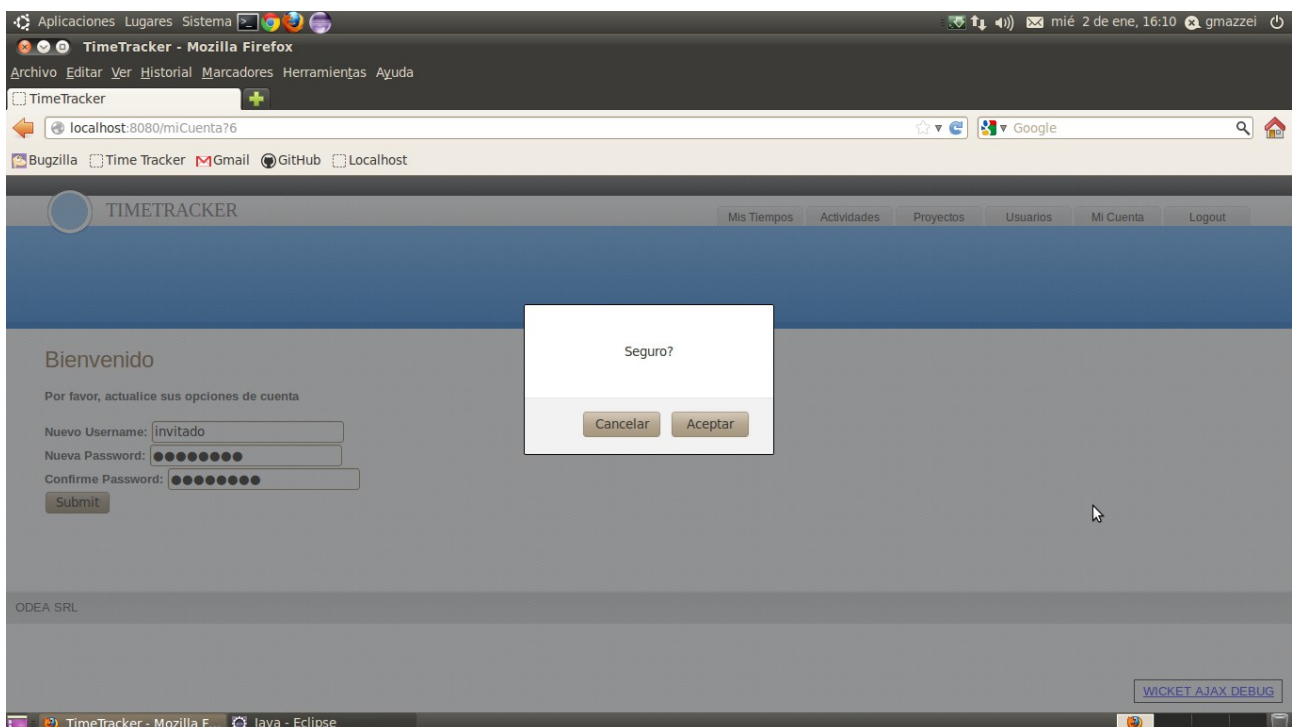 Aplicaciones Lugares Sistema mié 2 de ene, 16:10 gmazzei
TimeTracker - Mozilla Firefox
Archivo Editar Ver Historial Marcadores Herramientas Ayuda
TimeTracker
localhost:8080/miCuenta?6 Google
Bugzilla Time Tracker Gmail GitHub Localhost
TIMETRACKER
Mis Tiempos Actividades Proyectos Usuarios Mi Cuenta Logout
Seguro?
Cancelar Aceptar
Bienvenido
Por favor, actualice sus opciones de cuenta
Nuevo Username: invitado
Nueva Password: ●●●●●●●●
Confirme Password: ●●●●●●●●
Submit
ODEA SRL
WICKET AJAX DEBUG
TimeTracker - Mozilla F... Java - Eclipse